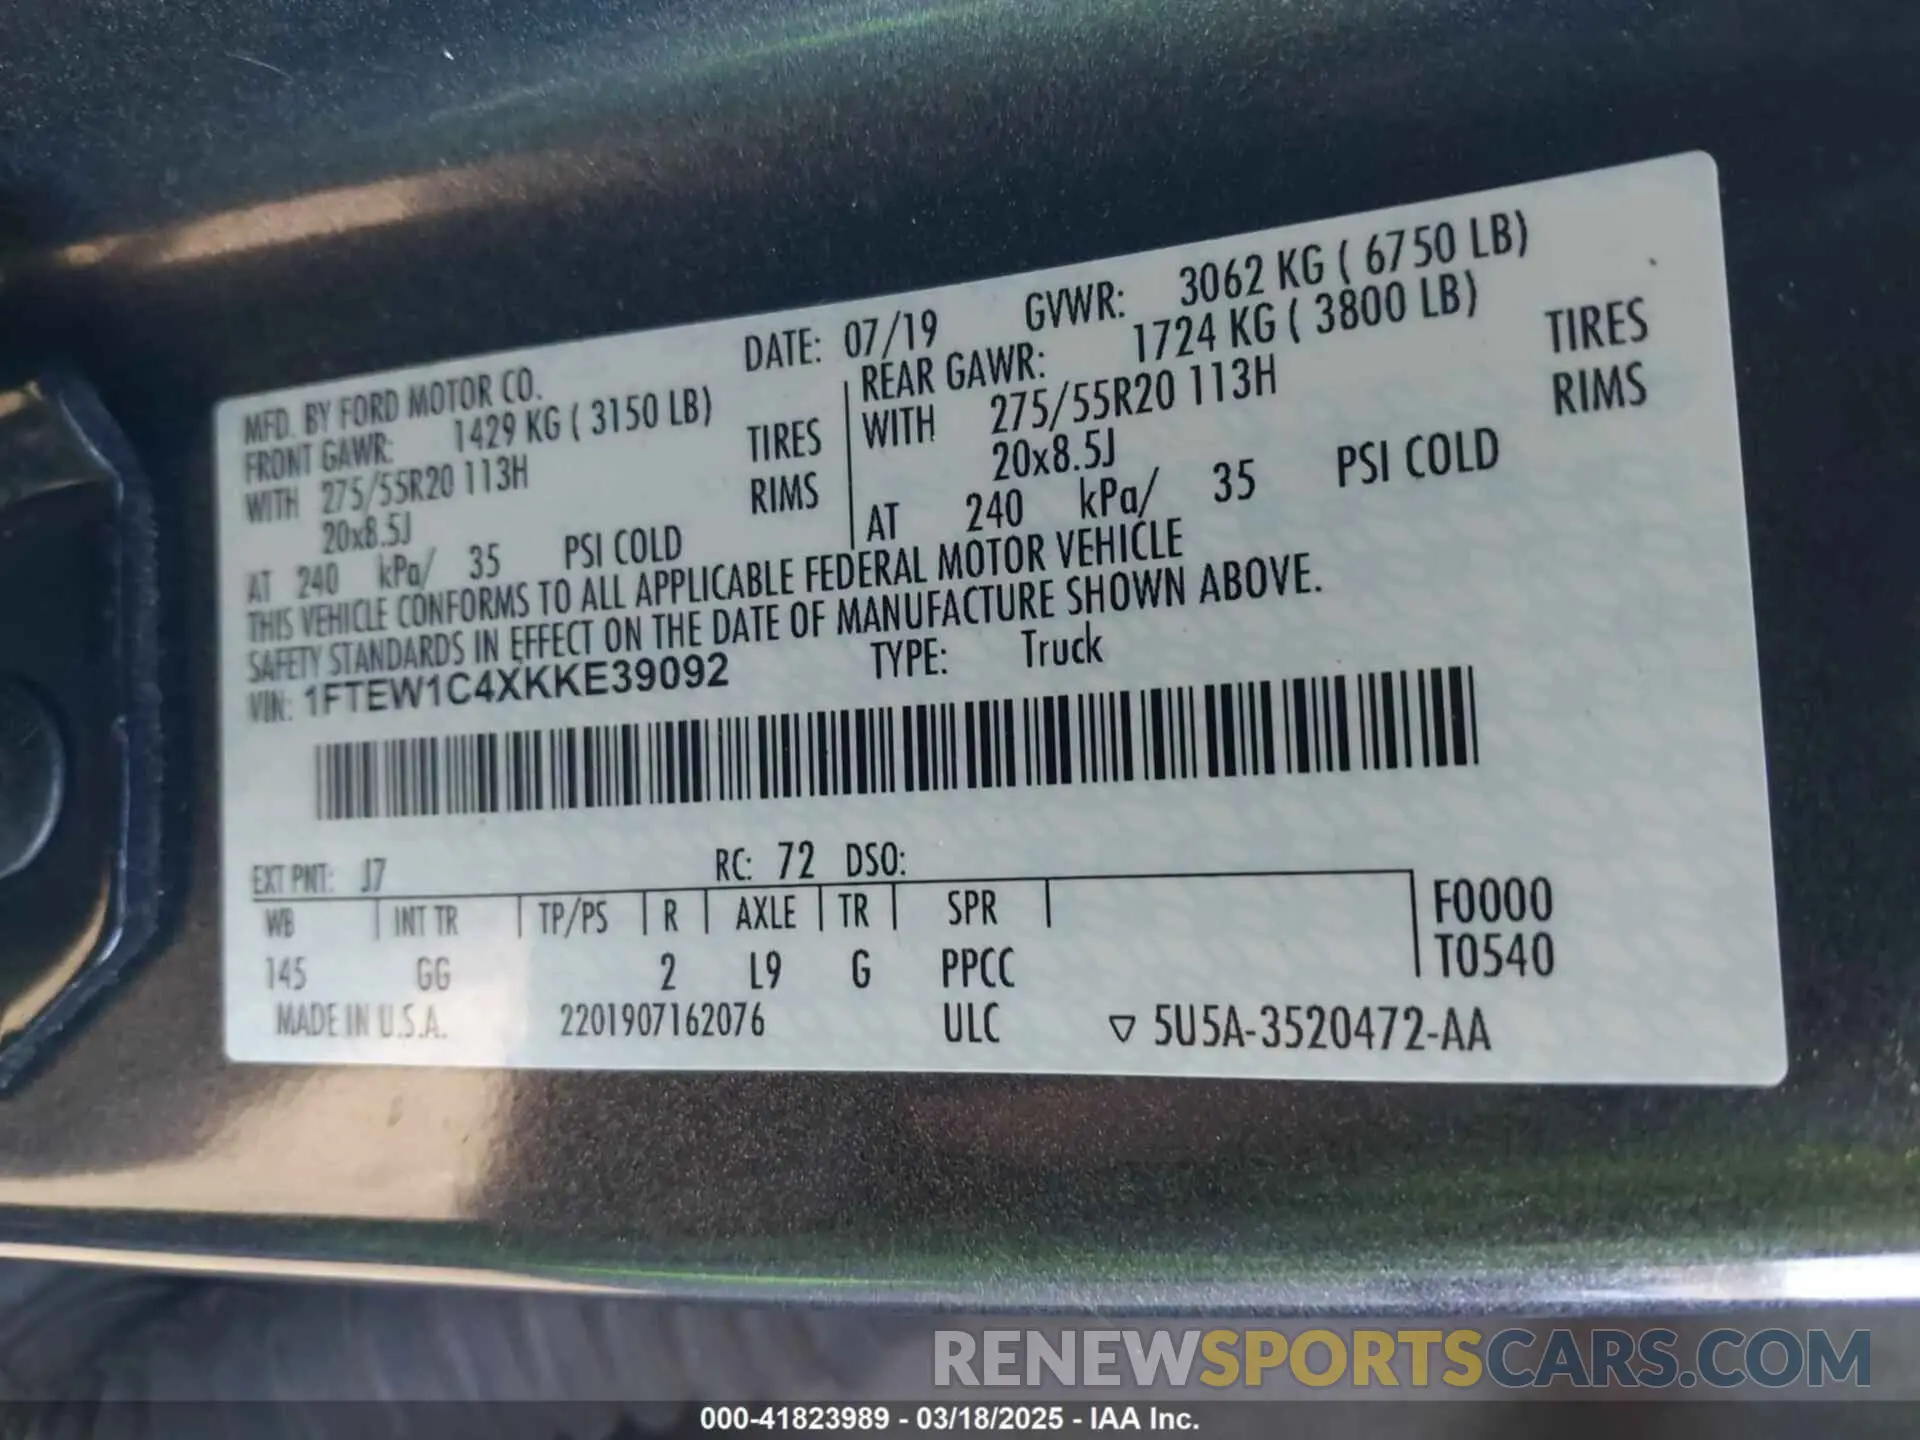 MFD. BY FORD MOTOR CO. DATE: 07/19 GVWR: 3062 KG ( 6750 LB)
FRONT GAWR: 1429 KG ( 3150 LB) REAR GAWR: 1724 KG ( 3800 LB)
WITH 275/55R20 113H TIRES WITH 275/55R20 113H TIRES
20x8.5J RIMS 20x8.5J RIMS
AT 240 kPa/ 35 PSI COLD AT 240 kPa/ 35 PSI COLD
THIS VEHICLE CONFORMS TO ALL APPLICABLE FEDERAL MOTOR VEHICLE
SAFETY STANDARDS IN EFFECT ON THE DATE OF MANUFACTURE SHOWN ABOVE.
VIN: 1FTEW1C4XKKE39092 TYPE: Truck
EXT PNT: J7 RC: 72 DSO:
WB INT TR TP/PS R AXLE TR SPR F0000
145 GG 2 L9 G PPCC T0540
MADE IN U.S.A. 2201907162076 ULC ▽ 5U5A-3520472-AA
RENEWSPORTSCARS.COM
000-41823989 - 03/18/2025 - IAA Inc.